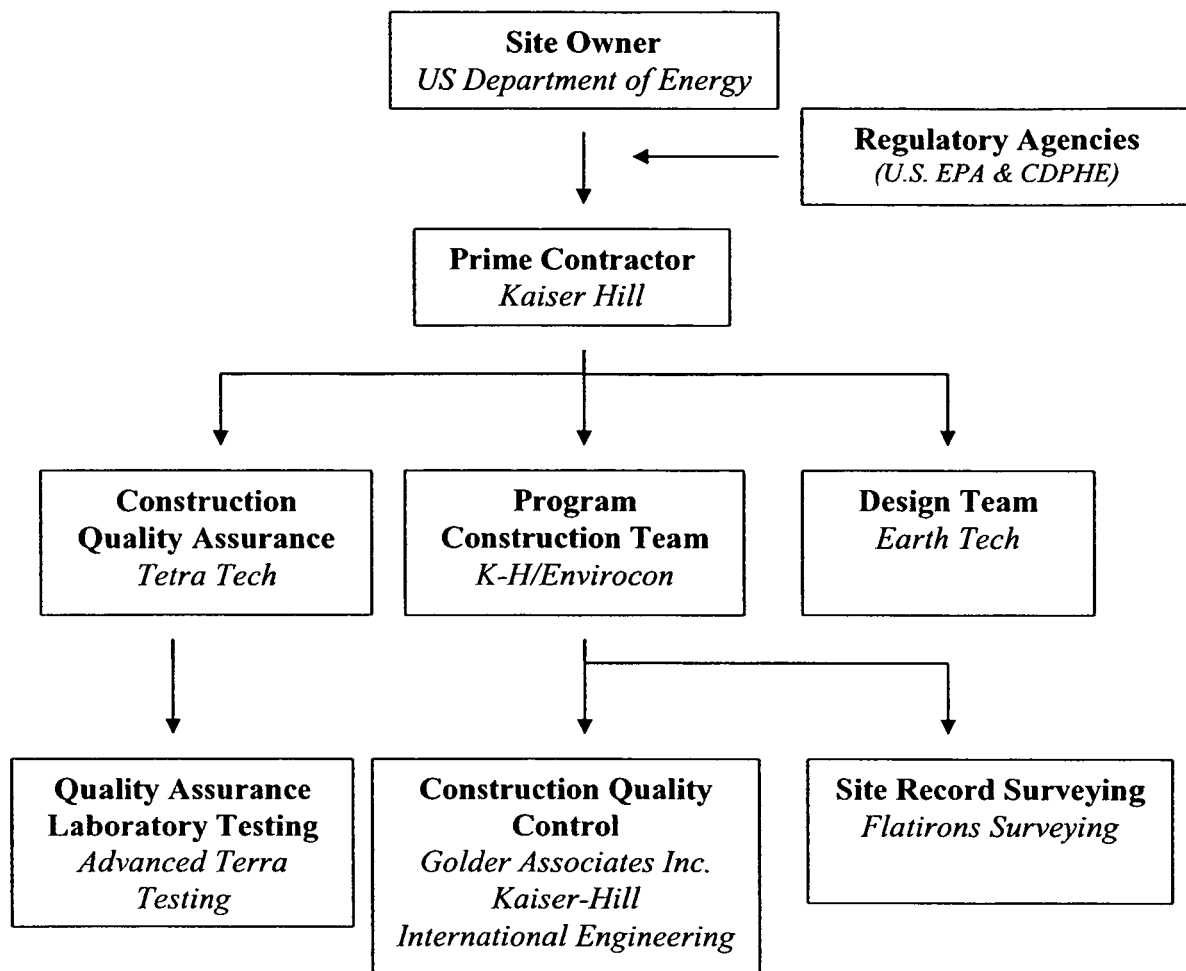 Site Owner
US Department of Energy
Regulatory Agencies
(U.S. EPA & CDPHE)
Prime Contractor
Kaiser Hill
Construction
Quality Assurance
Tetra Tech
Program
Construction Team
K-H/Envirocon
Design Team
Earth Tech
Quality Assurance
Laboratory Testing
Advanced Terra
Testing
Construction Quality
Control
Golder Associates Inc.
Kaiser-Hill
International Engineering
Site Record Surveying
Flatirons Surveying